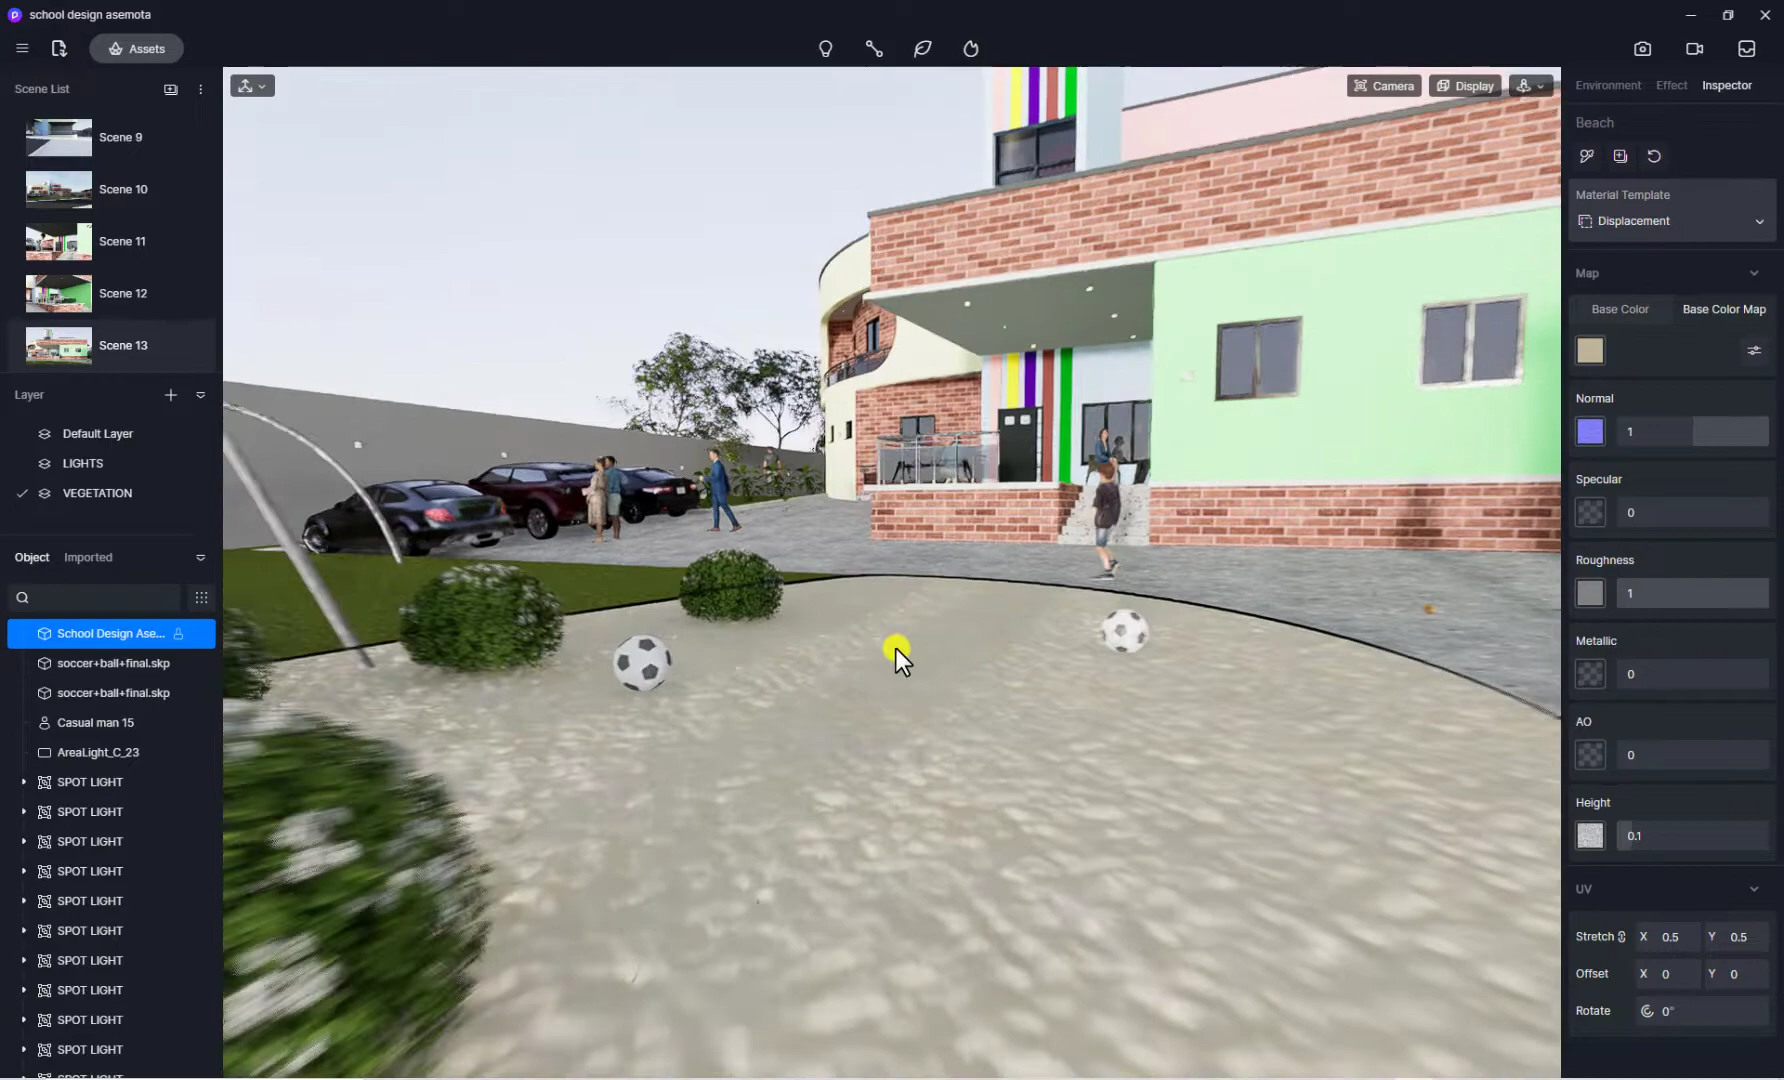 school design asemota
Assets
Scene List
Camera
Display
Environment
Effect
Inspector
Scene 9
Scene 10
Scene 11
Scene 12
Scene 13
Layer
Default Layer
LIGHTS
VEGETATION
Object
Imported
School Design Ase...
soccer+ball+final.skp
soccer+ball+final.skp
Casual man 15
AreaLight_C_23
SPOT LIGHT
SPOT LIGHT
SPOT LIGHT
SPOT LIGHT
SPOT LIGHT
SPOT LIGHT
SPOT LIGHT
SPOT LIGHT
SPOT LIGHT
SPOT LIGHT
Beach
Material Template
Displacement
Map
Base Color
Base Color Map
Normal
1
Specular
0
Roughness
1
Metallic
0
AO
0
Height
0.1
UV
Stretch X 0.5 Y 0.5
Offset X 0 Y 0
Rotate 0°